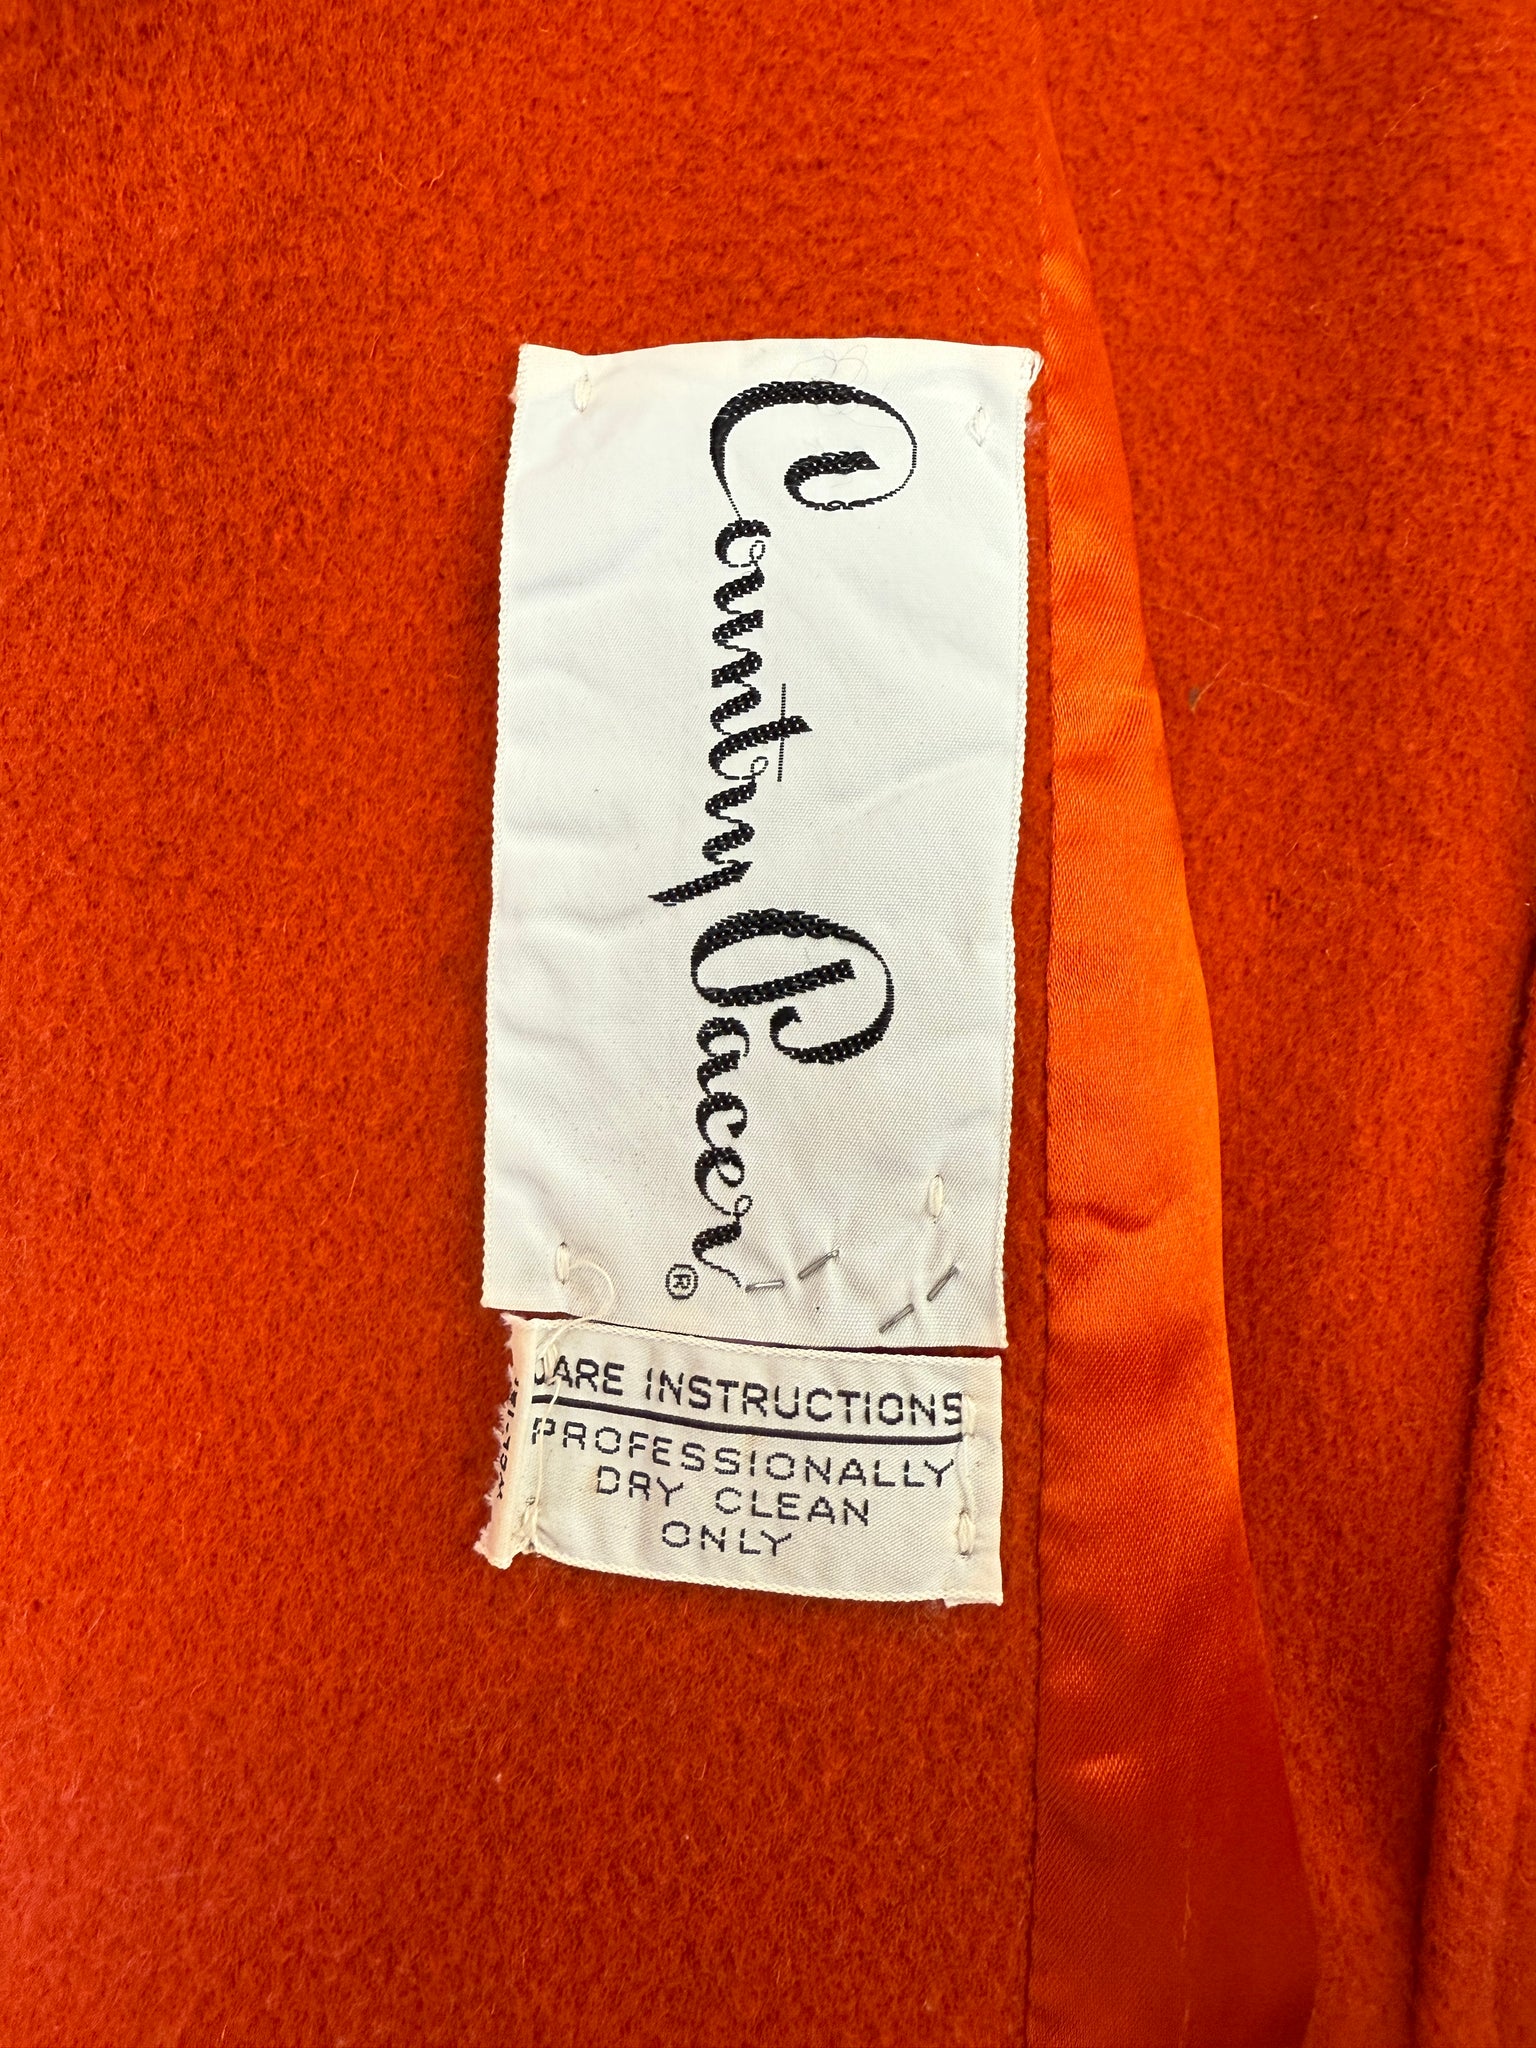 Country Pacer ®
CARE INSTRUCTIONS
PROFESSIONALLY
DRY CLEAN
ONLY